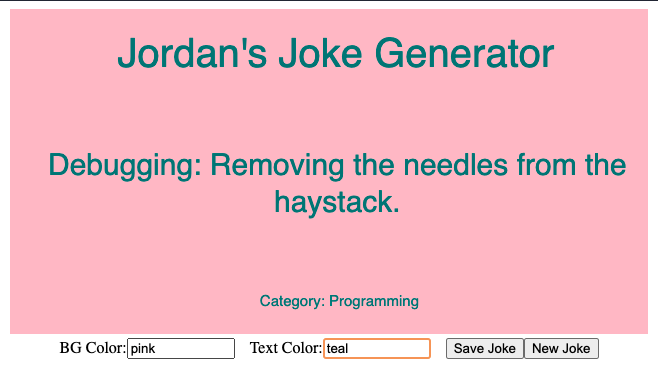 Jordan's Joke Generator
Debugging: Removing the needles from the
haystack.
Category: Programming
BG Color: pink Text Color: teal Save Joke New Joke